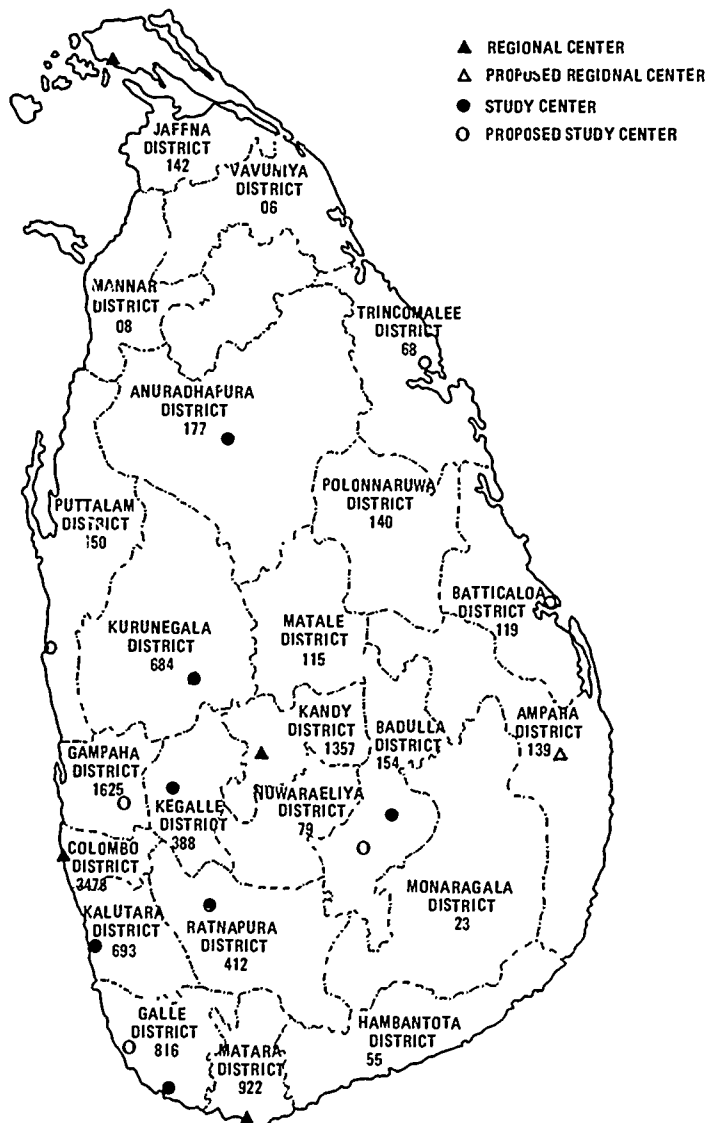 REGIONAL CENTER
PROPOSED REGIONAL CENTER
STUDY CENTER
PROPOSED STUDY CENTER
JAFFNA
DISTRICT
142
VAVUNIYA
DISTRICT
06
MANNAR
DISTRICT
08
TRINCOMALEE
DISTRICT
68
ANURADHAPURA
DISTRICT
177
POLONNARUWA
DISTRICT
140
PUTTALAM
DISTRICT
150
BATTICALOA
DISTRICT
119
KURUNEGALA
DISTRICT
684
MATALE
DISTRICT
115
KANDY
DISTRICT
1357
BADULLA
DISTRICT
154
AMPARA
DISTRICT
139
GAMPAHA
DISTRICT
1625
KEGALLE
DISTRICT
388
NUWARAELIYA
DISTRICT
79
COLOMBO
DISTRICT
3478
MONARAGALA
DISTRICT
23
KALUTARA
DISTRICT
693
RATNAPURA
DISTRICT
412
GALLE
DISTRICT
816
MATARA
DISTRICT
922
HAMBANTOTA
DISTRICT
55